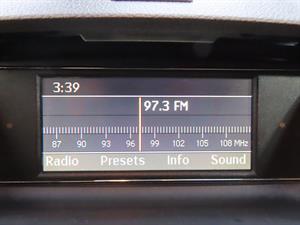 3:39
97.3 FM
87 90 93 96 99 102 105 108 MHz
Radio Presets Info Sound